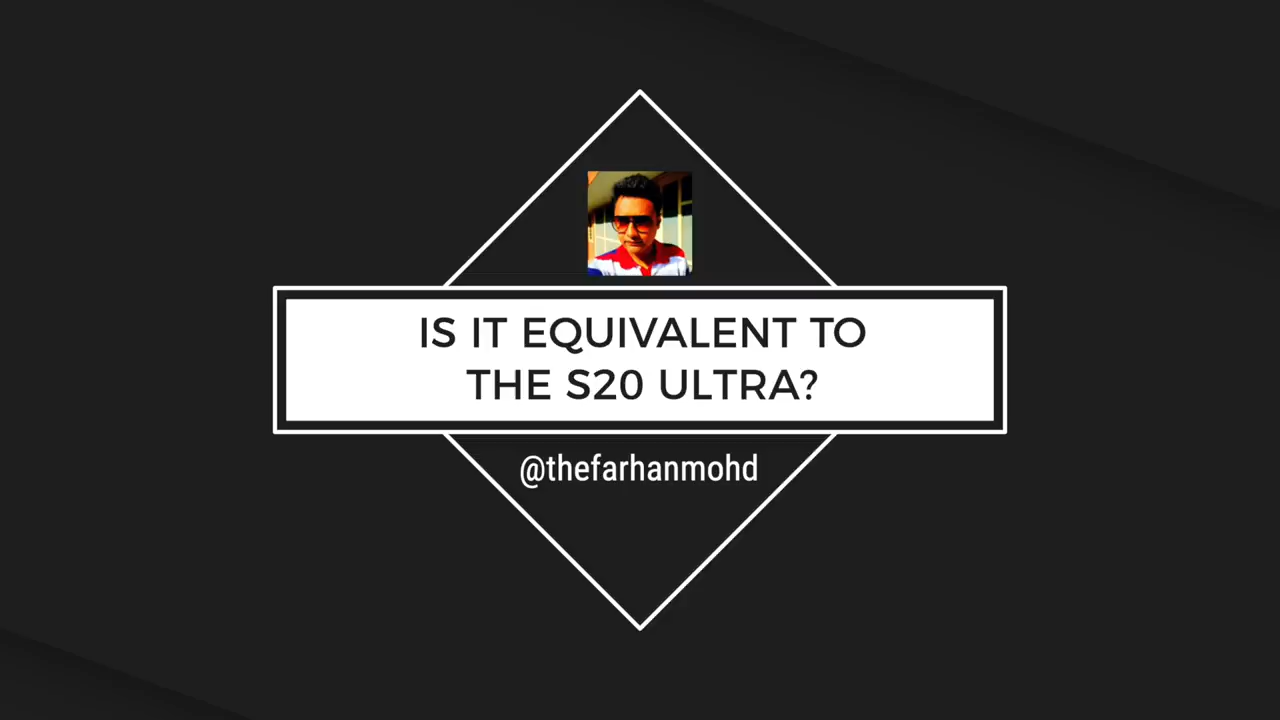 IS IT EQUIVALENT TO
THE S20 ULTRA?
@thefarhanmohd